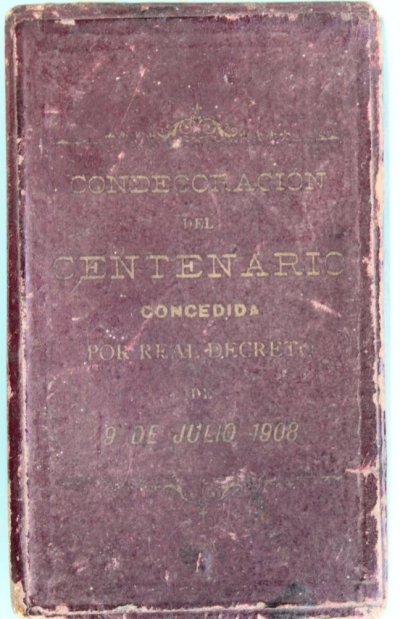 CONDECORACION
DEL
CENTENARIO
CONCEDIDA
POR REAL DECRETO
DE
9 DE JULIO 1908